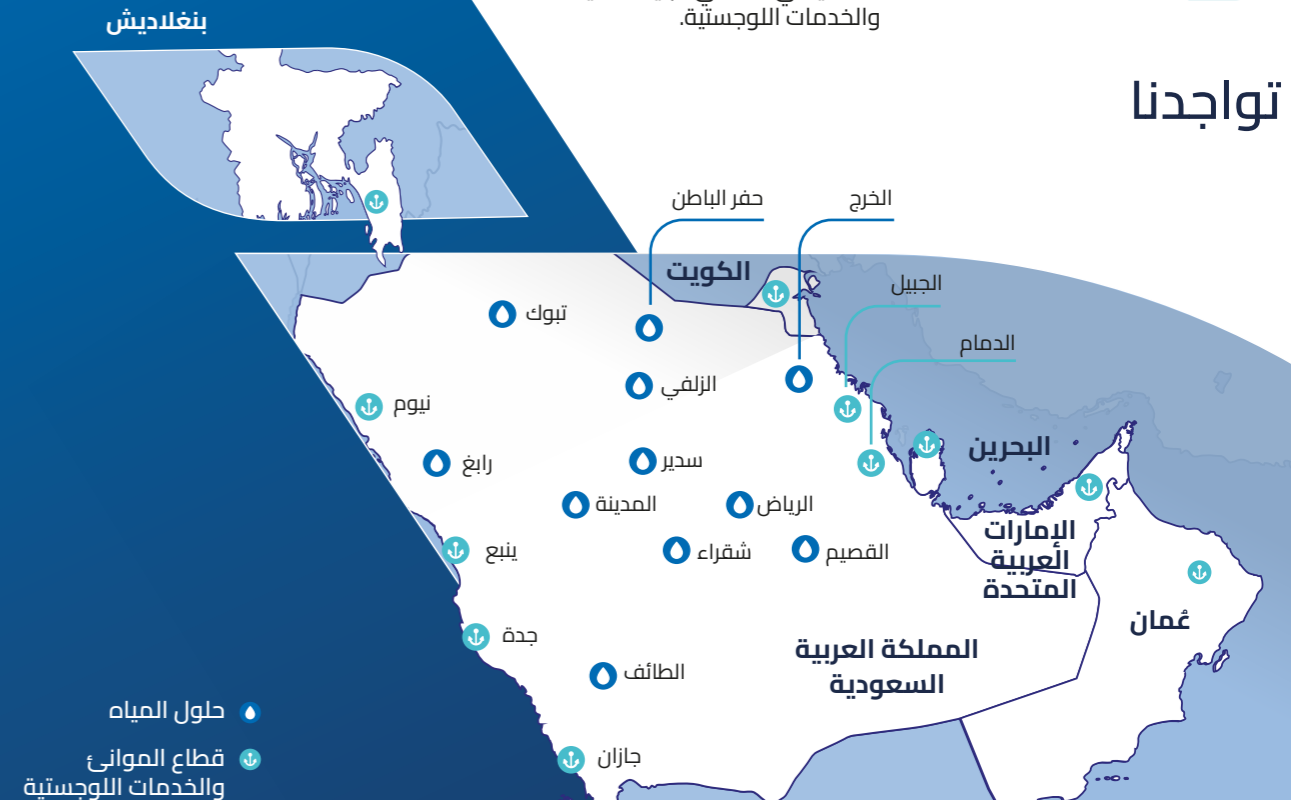 والخدمات اللوجستية.
بنغلاديش
تواجدنا
حفر الباطن
الخرج
الكويت
الجبيل
تبوك
الدمام
الزلفي
نيوم
البحرين
سدير
رابغ
الرياض
المدينة
الإمارات
العربية
المتحدة
القصيم
شقراء
ينبع
عُمان
جدة
المملكة العربية
السعودية
الطائف
جازان
حلول المياه
قطاع الموانئ
والخدمات اللوجستية